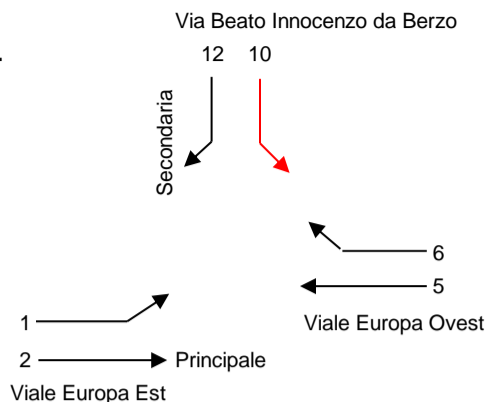 Via Beato Innocenzo da Berzo
12 10
Secondaria
6
5
1
Viale Europa Ovest
2 Principale
Viale Europa Est